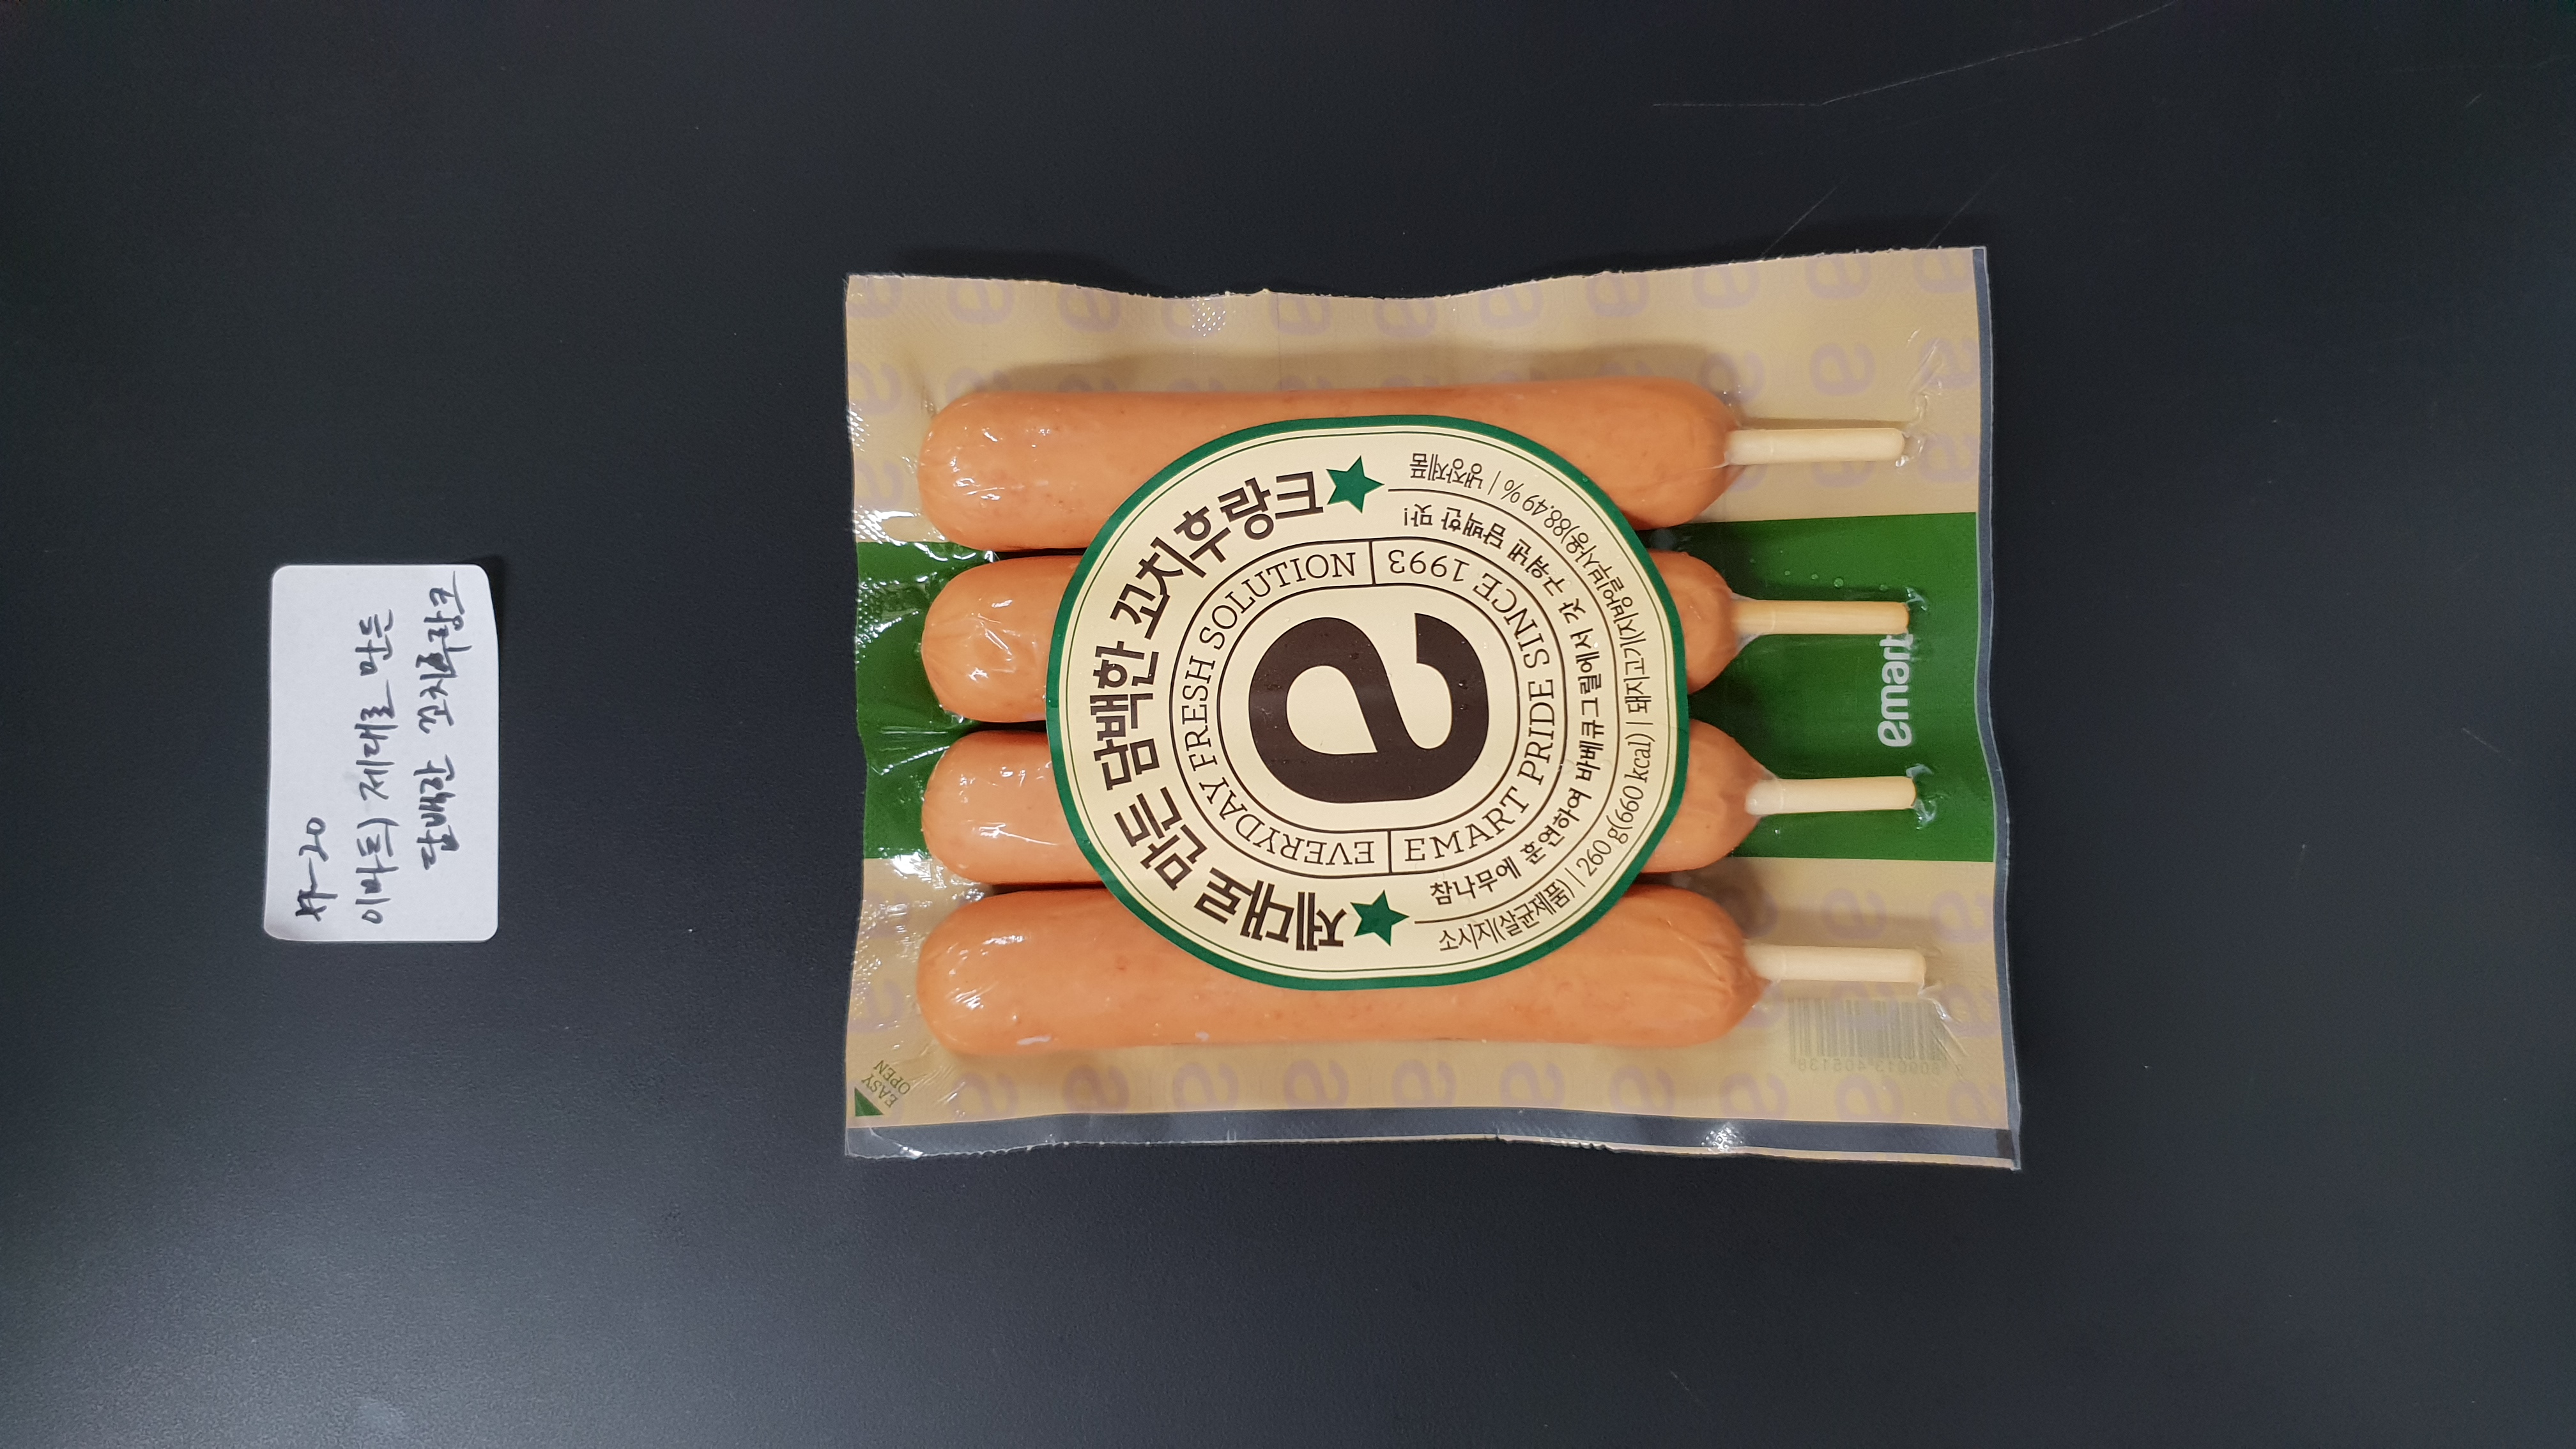 이마트) 제대로 만든
담백한 꼬치후랑크
EASY
OPEN
제대로 만든 담백한 꼬치후랑크
EVERYDAY FRESH SOLUTION
e
EMART PRIDE SINCE 1993
참나무에 훈연하여 바베큐그릴에서 갓 구워낸 담백한 맛!
소시지(살균제품) | 260 g(660 kcal) | 돼지고기(지방일부사용)88.49 % | 냉장제품
emart